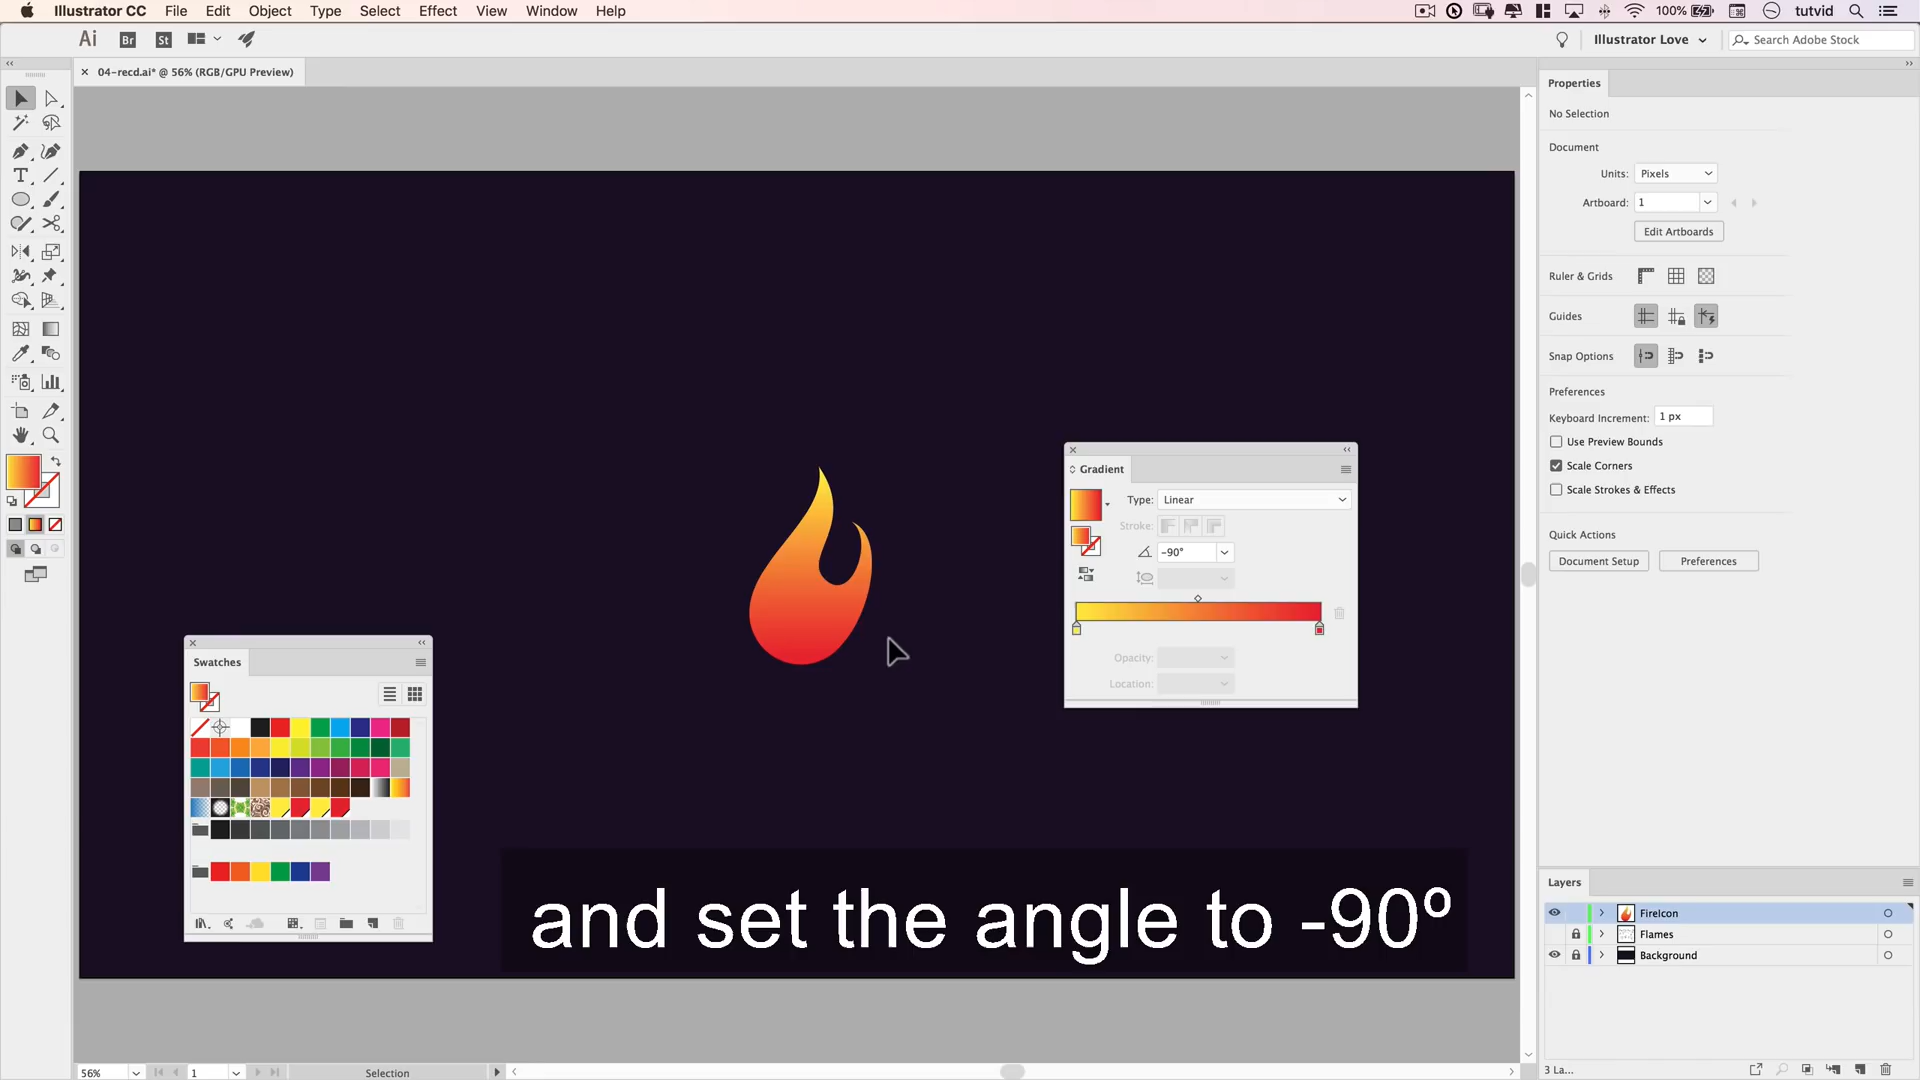 Illustrator CC File Edit Object Type Select Effect View Window Help
100% tutvid
Ai Br St Illustrator Love Search Adobe Stock
04-recd.ai* @ 56% (RGB/GPU Preview)
Properties
No Selection
Document
Units: Pixels
Artboard: 1
Edit Artboards
Ruler & Grids
Guides
Snap Options
Preferences
Keyboard Increment: 1 px
Use Preview Bounds
Scale Corners
Scale Strokes & Effects
Quick Actions
Document Setup Preferences
Gradient
Type: Linear
Stroke:
-90°
Opacity:
Location:
Swatches
and set the angle to -90º
Layers
FireIcon
Flames
Background
3 La...
56% 1 Selection